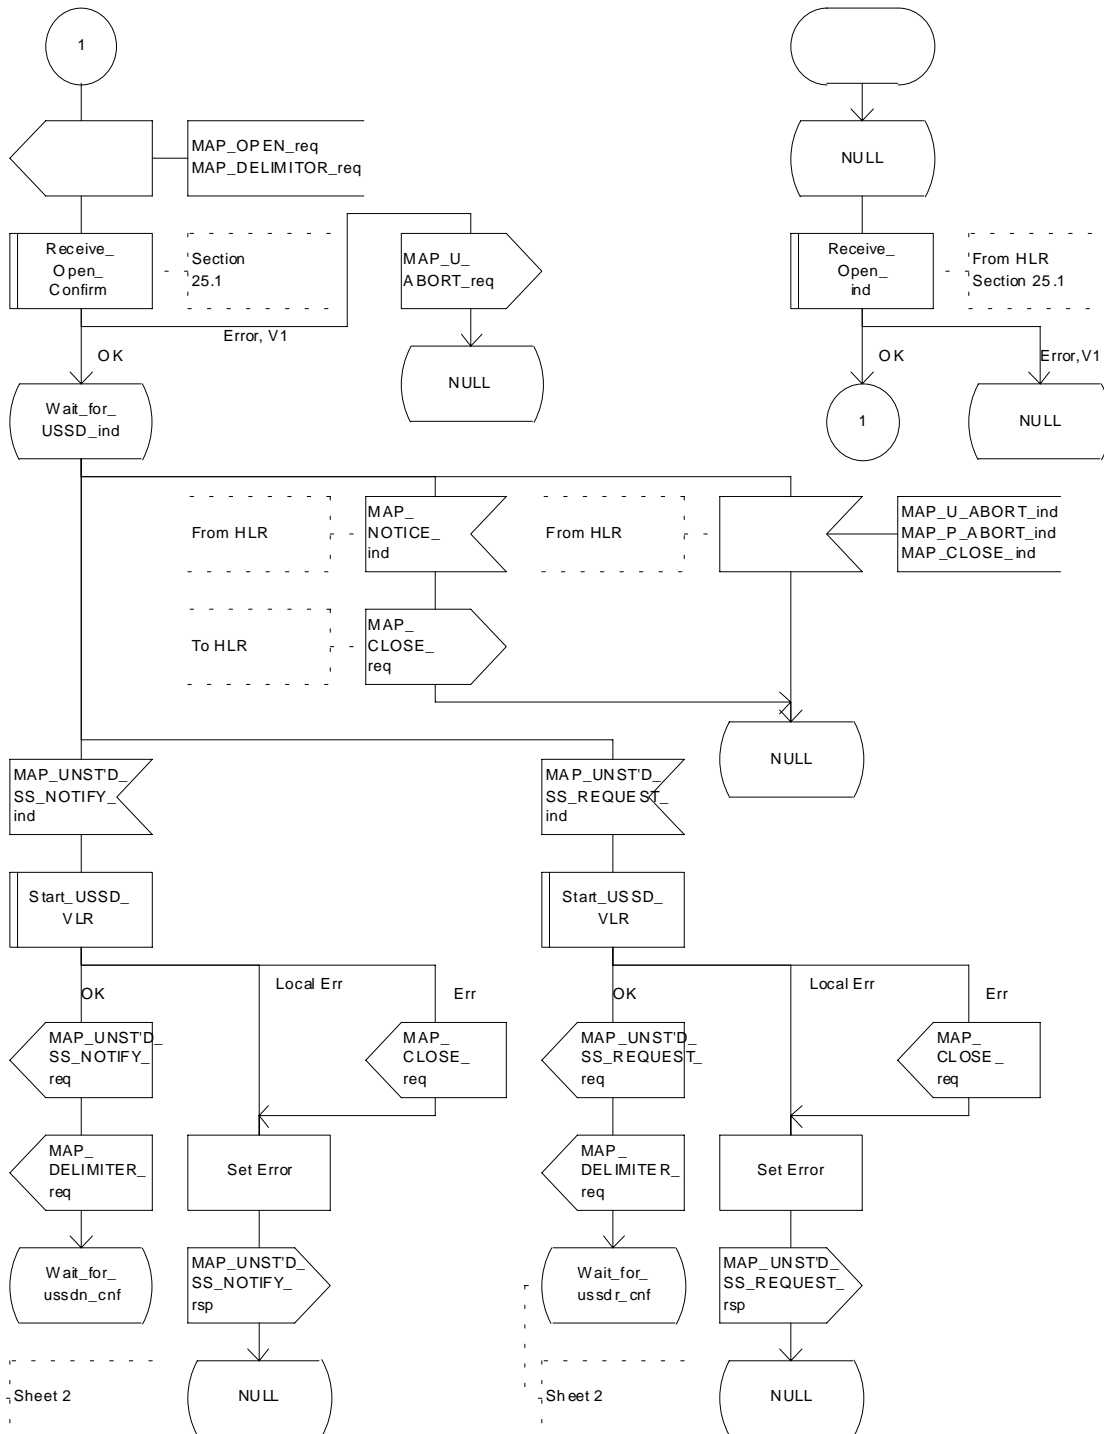 1
MAP_OPEN_req
MAP_DELIMITOR_req
NULL
Receive_
Open_
Confirm
Section
25.1
MAP_U_
ABORT_req
Receive_
Open_
ind
From HLR
Section 25.1
Error, V1
OK
NULL
OK
Error,V1
Wait_for_
USSD_ind
1
NULL
From HLR
MAP_
NOTICE_
ind
From HLR
MAP_U_ABORT_ind
MAP_P_ABORT_ind
MAP_CLOSE_ind
To HLR
MAP_
CLOSE_
req
NULL
MAP_UNST'D_
SS_NOTIFY_
ind
MAP_UNST'D_
SS_REQUEST_
ind
Start_USSD_
VLR
Start_USSD_
VLR
OK
Local Err
Err
OK
Local Err
Err
MAP_UNST'D_
SS_NOTIFY_
req
MAP_
CLOSE_
req
MAP_UNST'D_
SS_REQUEST_
req
MAP_
CLOSE_
req
MAP_
DELIMITER_
req
Set Error
MAP_
DELIMITER_
req
Set Error
Wait_for_
ussdn_cnf
MAP_UNST'D_
SS_NOTIFY_
rsp
Wait_for_
ussdr_cnf
MAP_UNST'D_
SS_REQUEST_
rsp
Sheet 2
NULL
Sheet 2
NULL